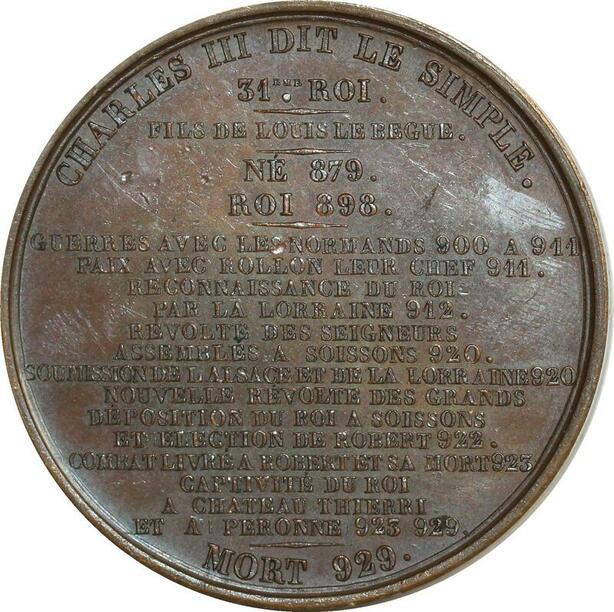 CHARLES III DIT LE SIMPLE.
31EME. ROI.
FILS DE LOUIS LE BEGUE.
NÉ 879.
ROI 898.
GUERRES AVEC LES NORMANDS 900 A 911
PAIX AVEC ROLLON LEUR CHEF 911.
RECONNAISSANCE DU ROI
PAR LA LORRAINE 912.
REVOLTE DES SEIGNEURS
ASSEMBLES A SOISSONS 920.
SOUMISSION DE L'ALSACE ET DE LA LORRAINE 920
NOUVELLE REVOLTE DES GRANDS
DÉPOSITION DU ROI A SOISSONS
ET ELECTION DE ROBERT 922.
COMBAT LIVRÉ A ROBERT ET SA MORT 923
CAPTIVITÉ DU ROI
A CHATEAU THIERRI
ET A PERONNE 923 929.
MORT 929.